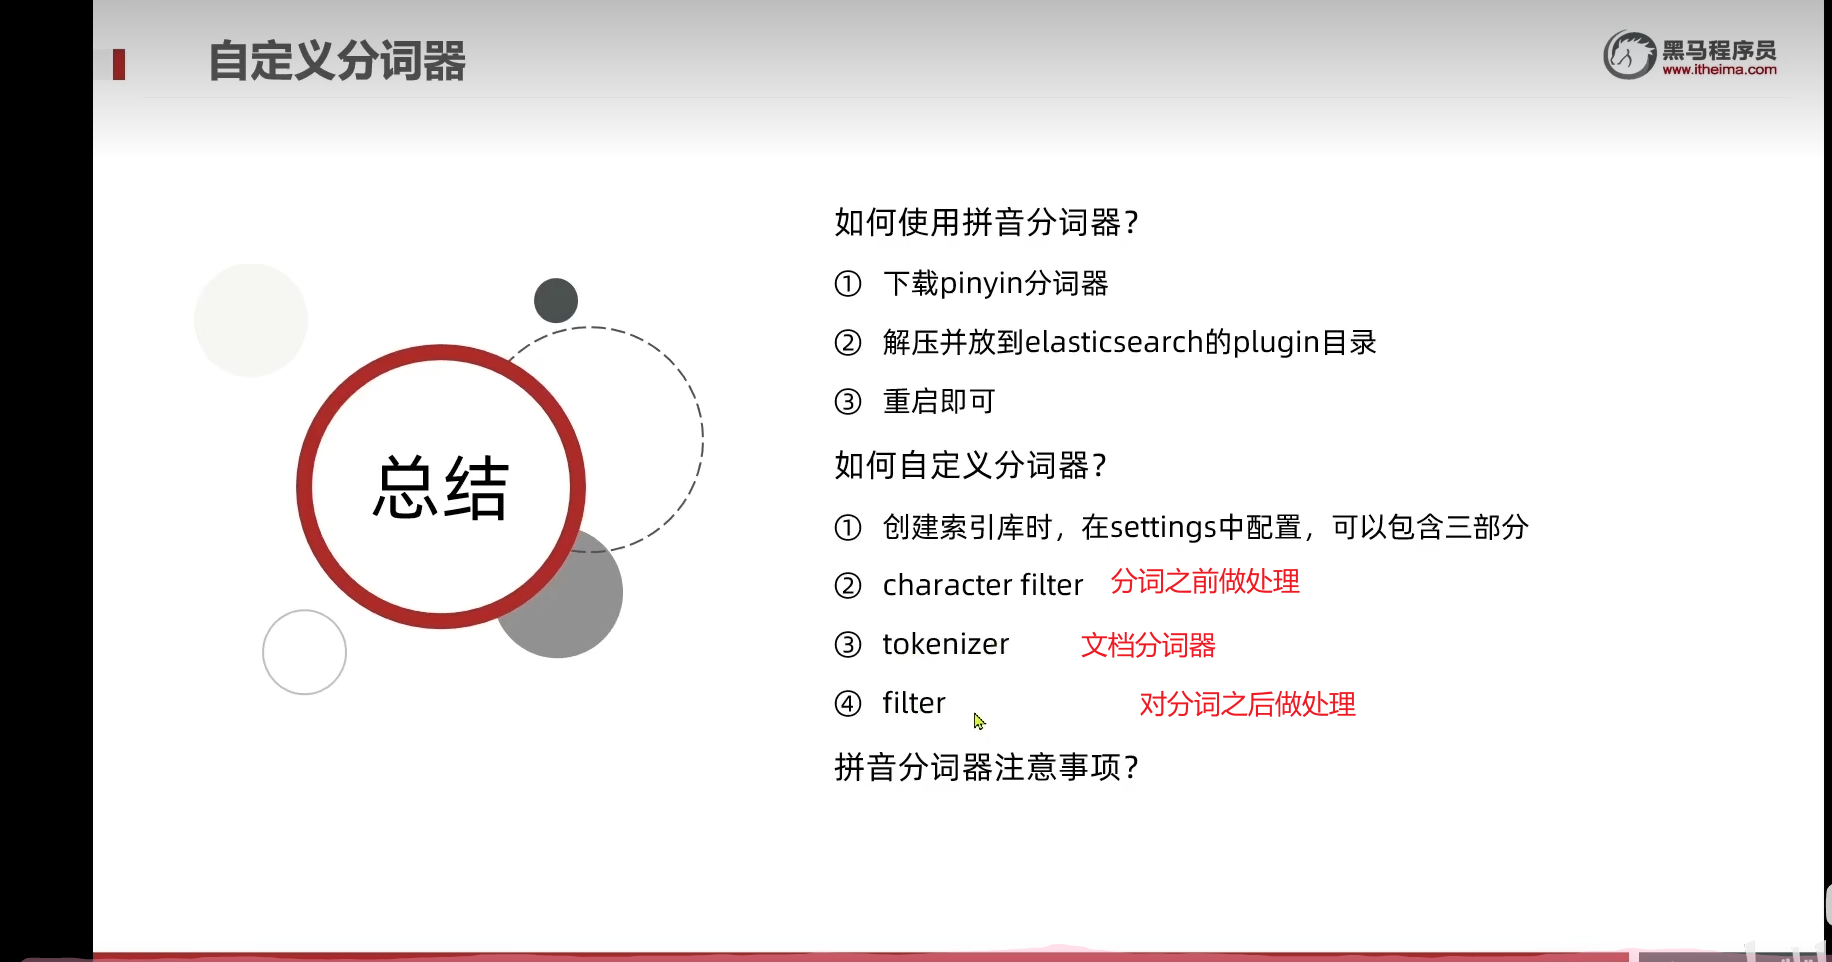 自定义分词器
黑马程序员
www.itheima.com
总结
如何使用拼音分词器？
① 下载pinyin分词器
② 解压并放到elasticsearch的plugin目录
③ 重启即可
如何自定义分词器？
① 创建索引库时，在settings中配置，可以包含三部分
② character filter 分词之前做处理
③ tokenizer 文档分词器
④ filter 对分词之后做处理
拼音分词器注意事项？